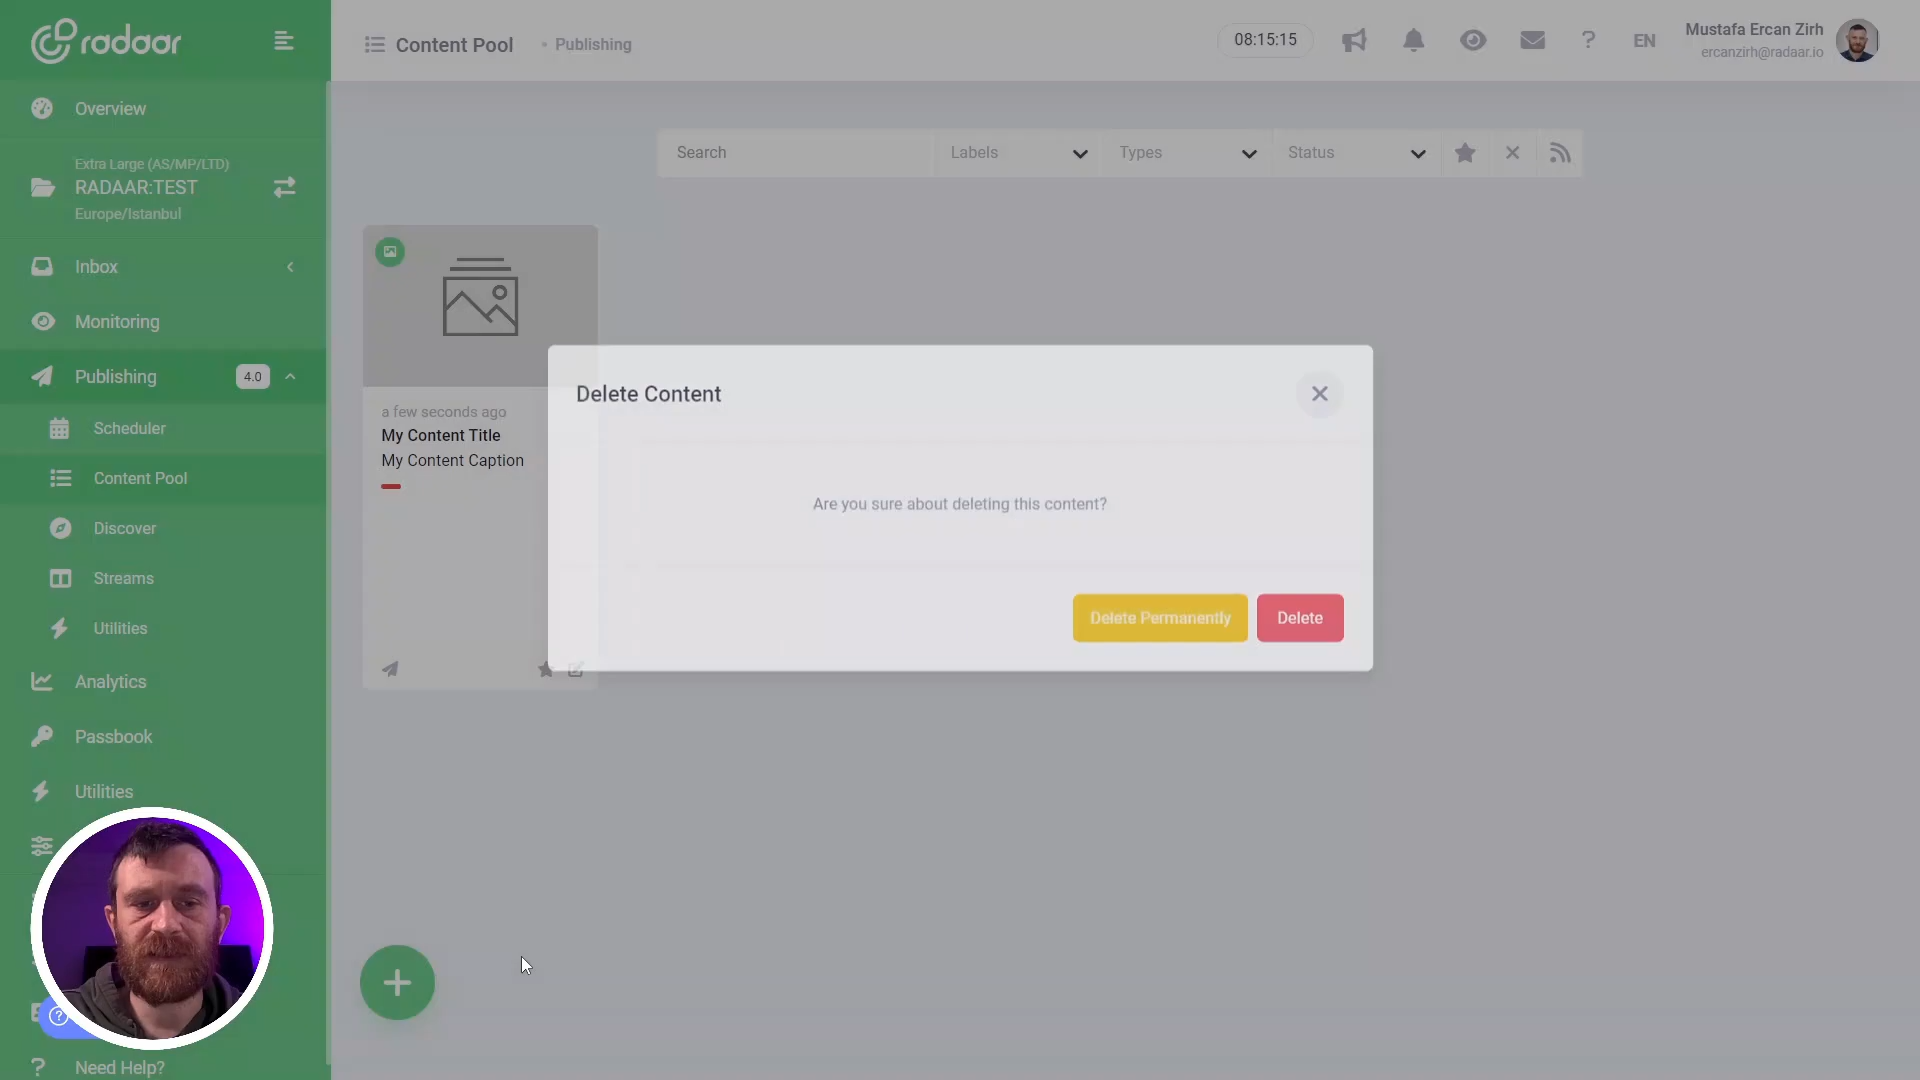 radaar
Content Pool
Publishing
08:15:15
EN
Mustafa Ercan Zirh
ercanzirh@radaar.io
Overview
Extra Large (AS/MP/LTD)
RADAAR:TEST
Europe/Istanbul
Inbox
Monitoring
Publishing
4.0
Scheduler
Content Pool
Discover
Streams
Utilities
Analytics
Passbook
Utilities
Need Help?
Search
Labels
Types
Status
a few seconds ago
My Content Title
My Content Caption
Delete Content
Are you sure about deleting this content?
Delete Permanently
Delete